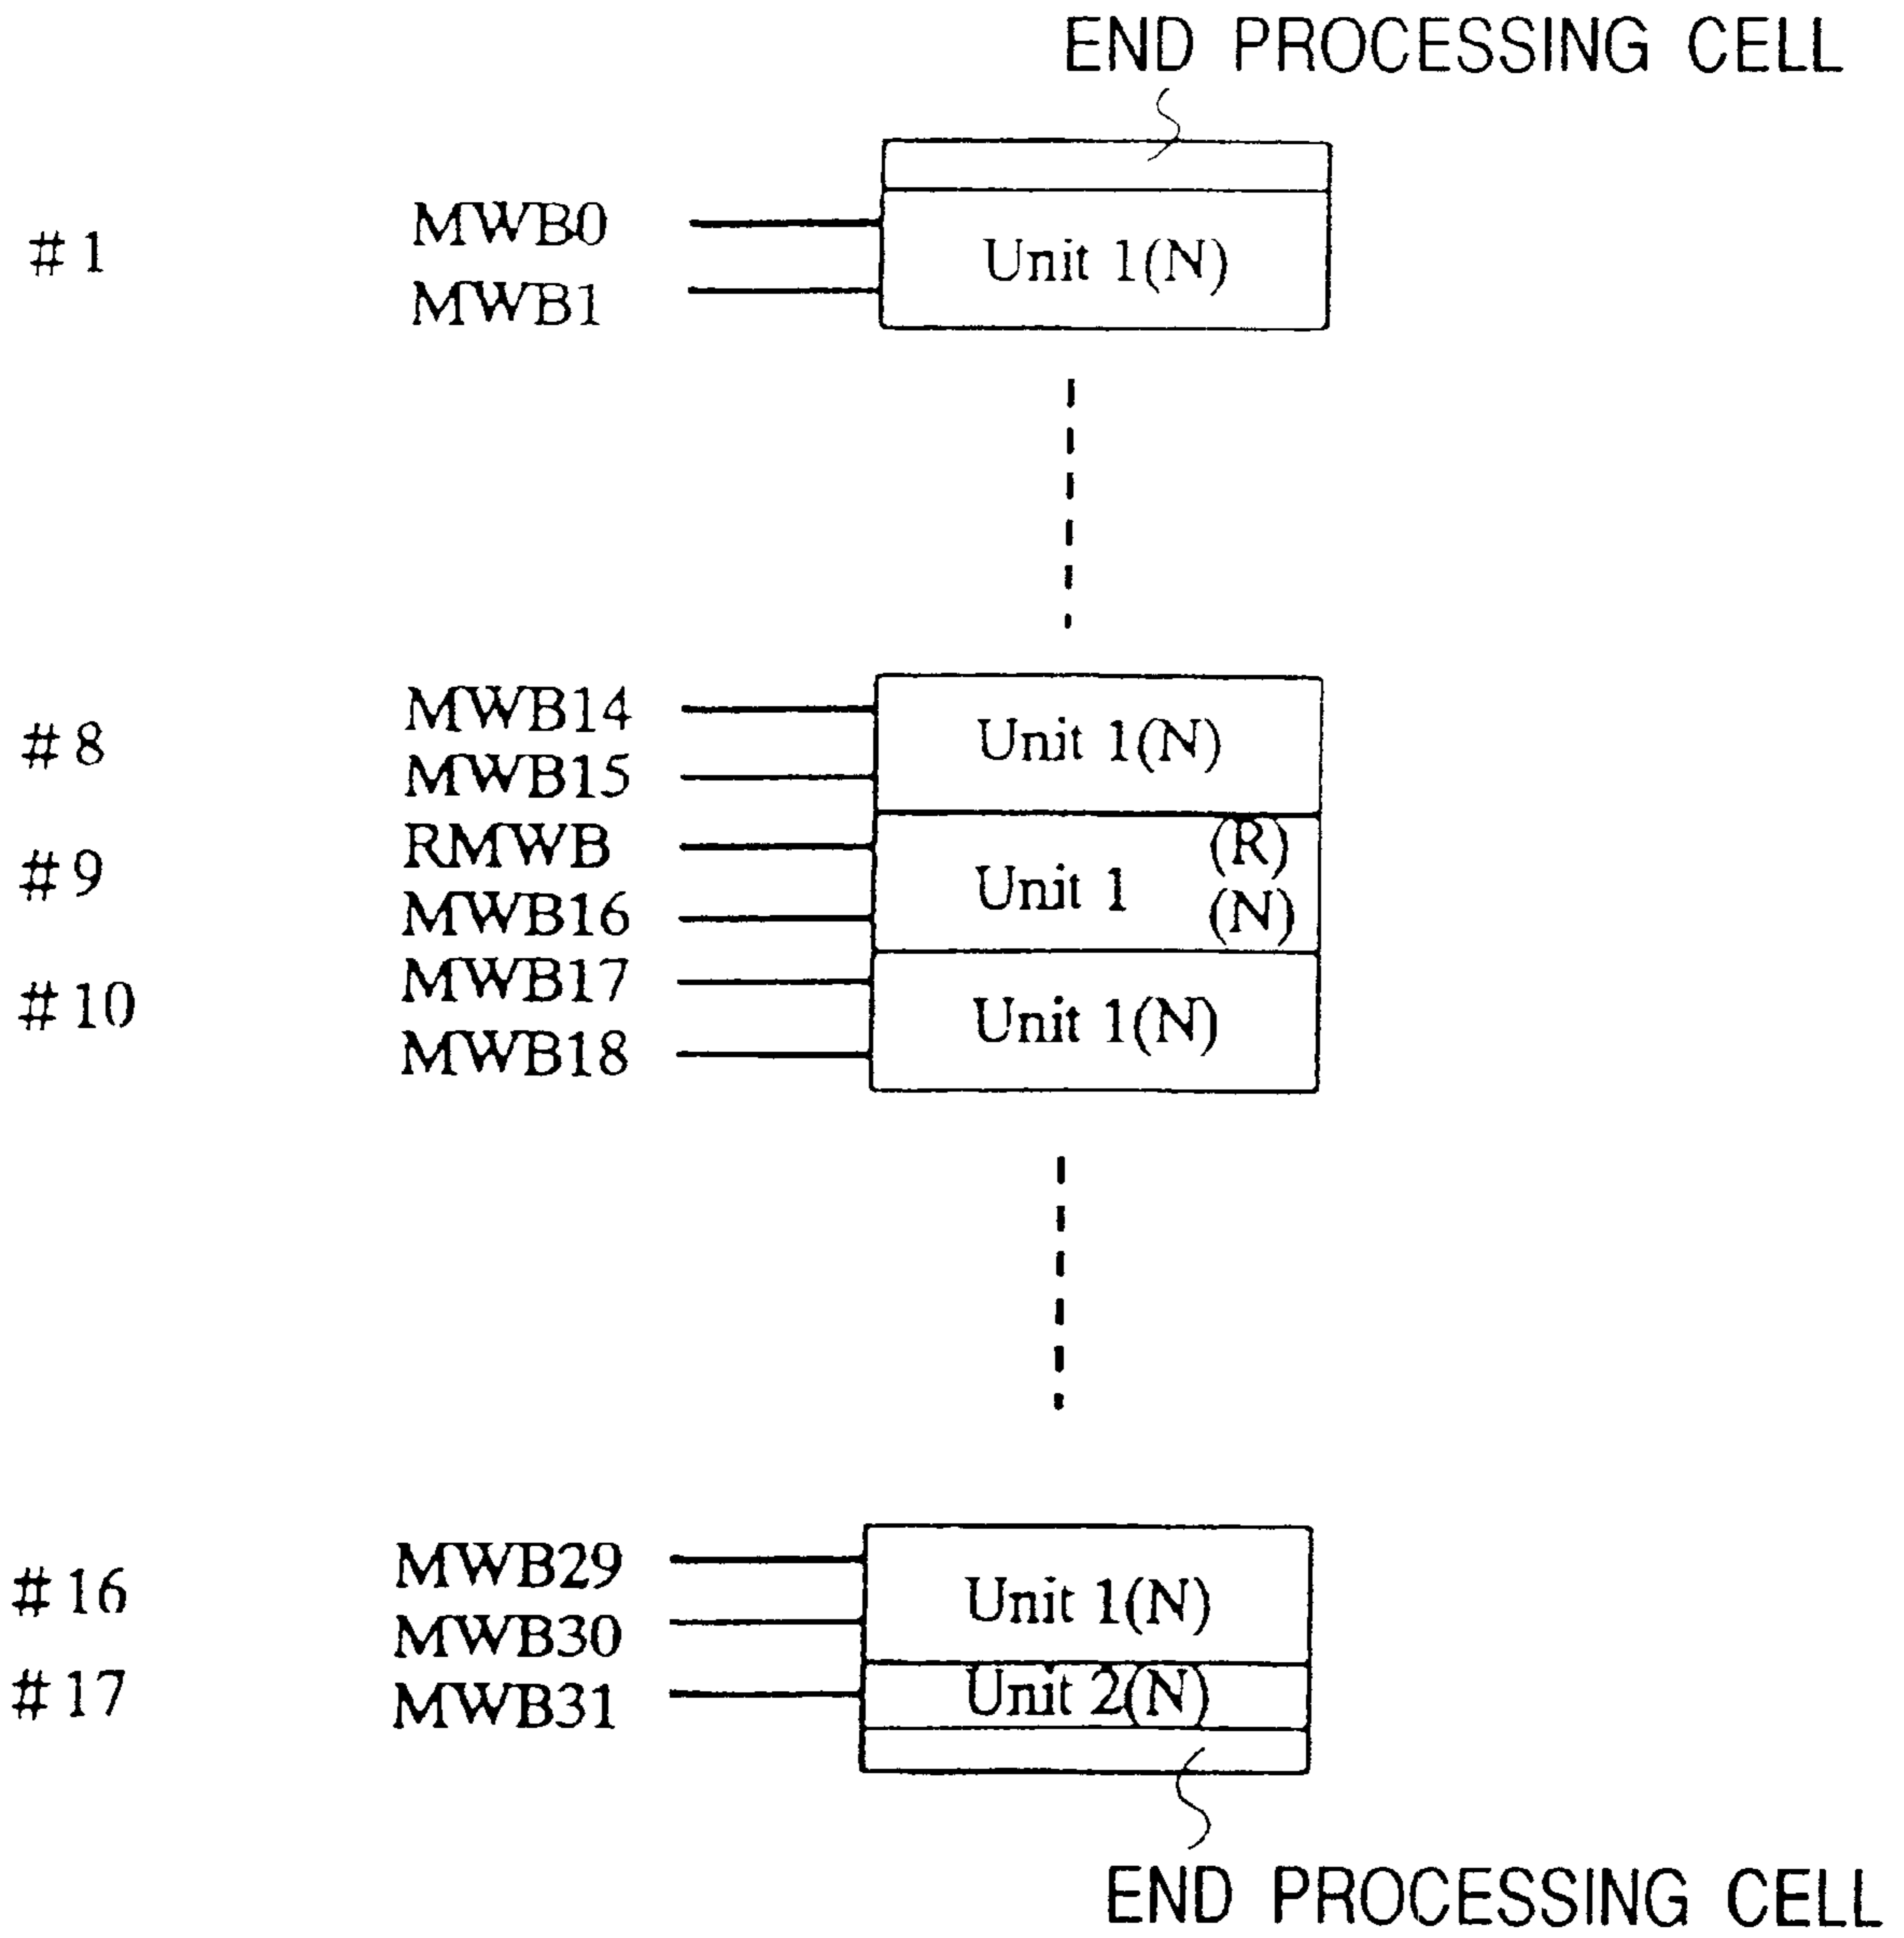 END PROCESSING CELL
#1
MWB0
MWB1
Unit 1(N)
#8
MWB14
MWB15
Unit 1(N)
#9
RMWB
MWB16
Unit 1
(R)
(N)
#10
MWB17
MWB18
Unit 1(N)
#16
MWB29
MWB30
Unit 1(N)
#17
MWB31
Unit 2(N)
END PROCESSING CELL